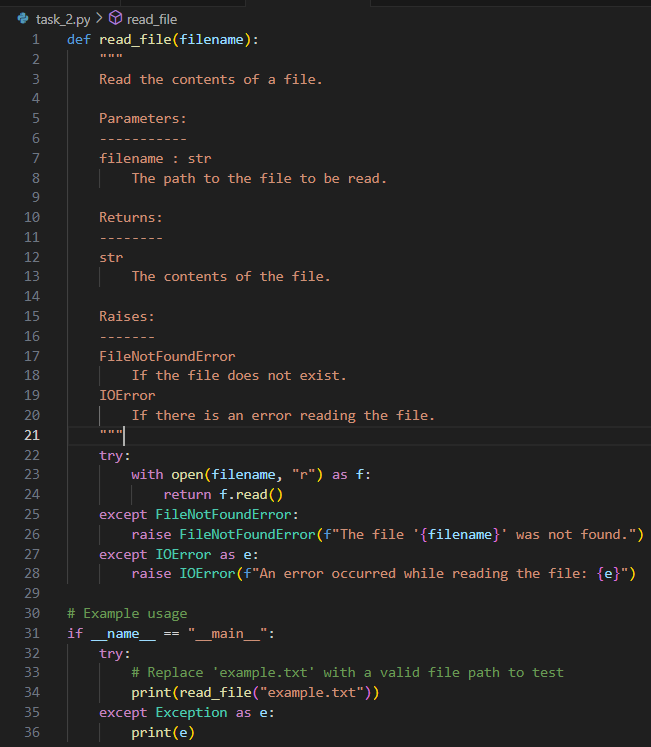 task_2.py > read_file
1 def read_file(filename):
2     """
3     Read the contents of a file.
4
5     Parameters:
6     -----------
7     filename : str
8         The path to the file to be read.
9
10     Returns:
11     --------
12     str
13         The contents of the file.
14
15     Raises:
16     -------
17     FileNotFoundError
18         If the file does not exist.
19     IOError
20         If there is an error reading the file.
21     """
22     try:
23         with open(filename, "r") as f:
24             return f.read()
25     except FileNotFoundError:
26         raise FileNotFoundError(f"The file '{filename}' was not found.")
27     except IOError as e:
28         raise IOError(f"An error occurred while reading the file: {e}")
29
30 # Example usage
31 if __name__ == "__main__":
32     try:
33         # Replace 'example.txt' with a valid file path to test
34         print(read_file("example.txt"))
35     except Exception as e:
36         print(e)